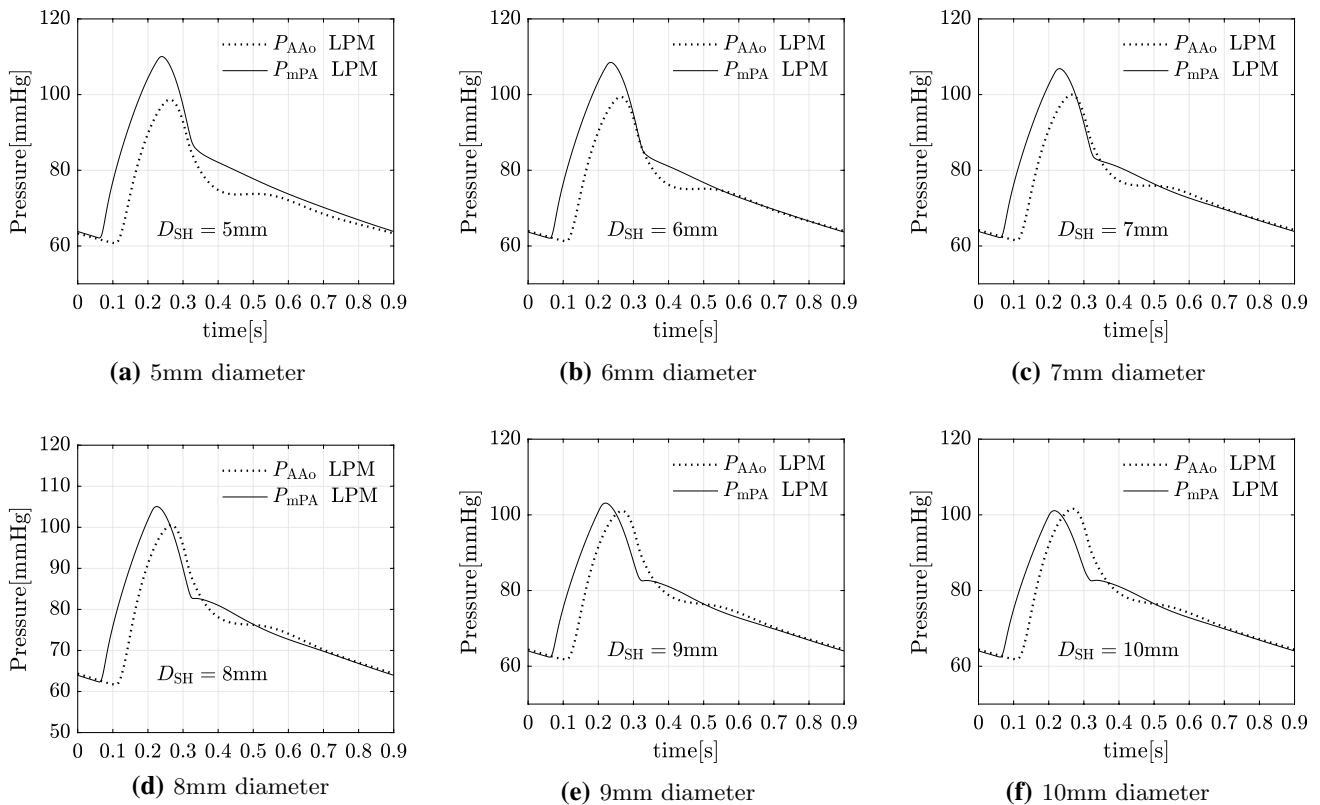 120
100
80
60
Pressure[mmHg]
P_AAo LPM
P_mPA LPM
D_SH = 5mm
0 0.1 0.2 0.3 0.4 0.5 0.6 0.7 0.8 0.9
time[s]
(a) 5mm diameter
120
100
80
60
Pressure[mmHg]
P_AAo LPM
P_mPA LPM
D_SH = 6mm
0 0.1 0.2 0.3 0.4 0.5 0.6 0.7 0.8 0.9
time[s]
(b) 6mm diameter
120
100
80
60
Pressure[mmHg]
P_AAo LPM
P_mPA LPM
D_SH = 7mm
0 0.1 0.2 0.3 0.4 0.5 0.6 0.7 0.8 0.9
time[s]
(c) 7mm diameter
120
110
100
90
80
70
60
50
Pressure[mmHg]
P_AAo LPM
P_mPA LPM
D_SH = 8mm
0 0.1 0.2 0.3 0.4 0.5 0.6 0.7 0.8 0.9
(d) 8mm diameter
120
100
80
60
Pressure[mmHg]
P_AAo LPM
P_mPA LPM
D_SH = 9mm
0 0.1 0.2 0.3 0.4 0.5 0.6 0.7 0.8 0.9
time[s]
(e) 9mm diameter
120
100
80
60
Pressure[mmHg]
P_AAo LPM
P_mPA LPM
D_SH = 10mm
0 0.1 0.2 0.3 0.4 0.5 0.6 0.7 0.8 0.9
time[s]
(f) 10mm diameter